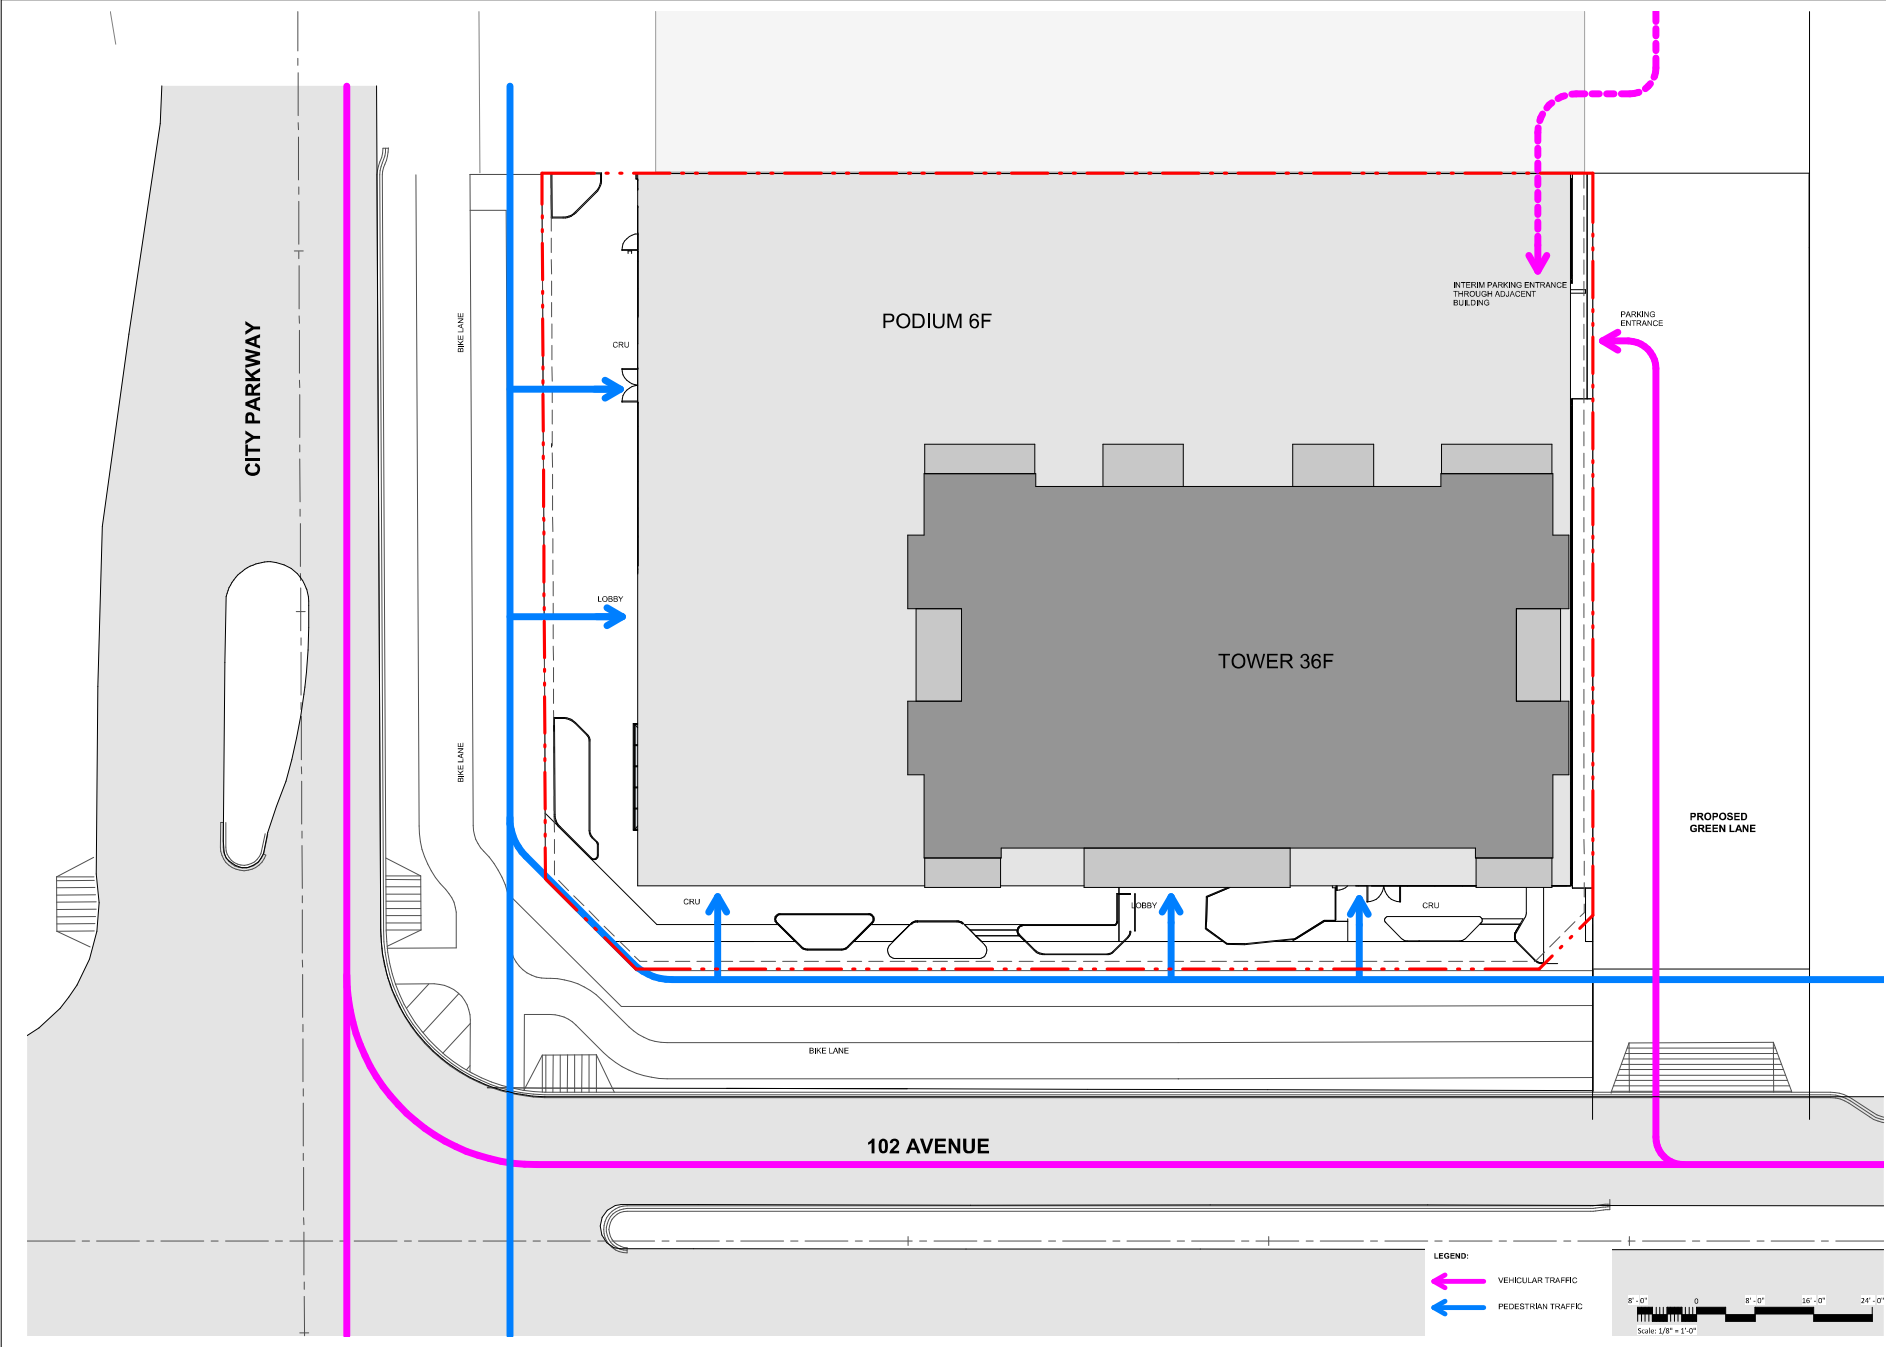 INTERIM PARKING ENTRANCE
THROUGH ADJACENT
BUILDING
PARKING
ENTRANCE
PODIUM 6F
BIKE LANE
CRU
CITY PARKWAY
LOBBY
TOWER 36F
BIKE LANE
PROPOSED
GREEN LANE
CRU
LOBBY
CRU
BIKE LANE
102 AVENUE
LEGEND:
VEHICULAR TRAFFIC
PEDESTRIAN TRAFFIC
8' - 0" 0 8' - 0" 16' - 0" 24' - 0"
Scale: 1/8" = 1'-0"